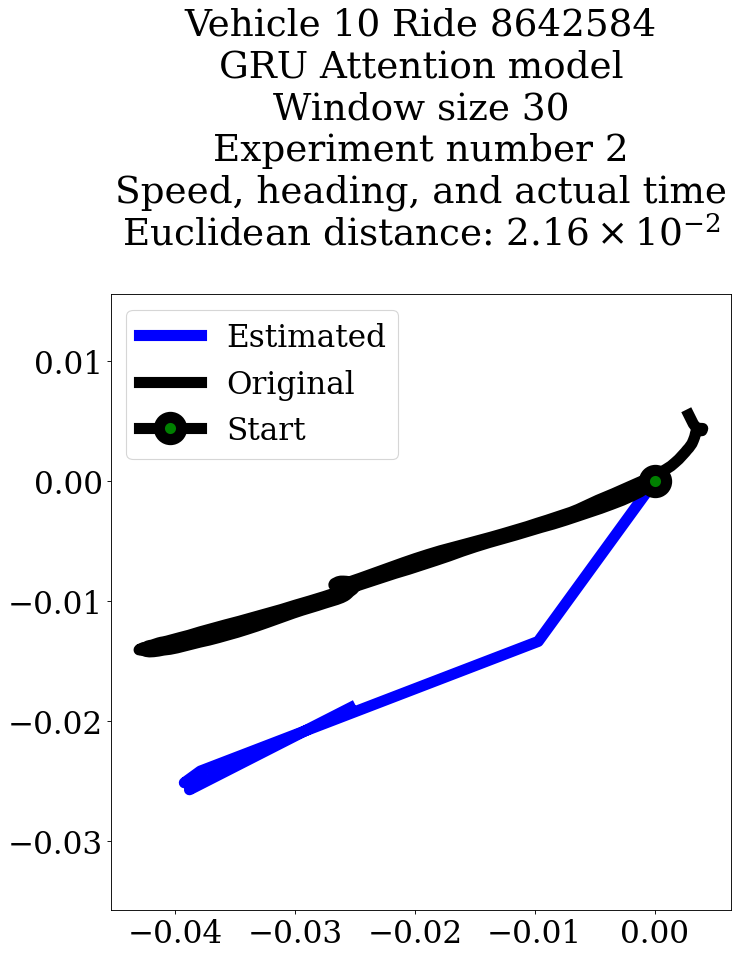 Vehicle 10 Ride 8642584
GRU Attention model
Window size 30
Experiment number 2
Speed, heading, and actual time
Euclidean distance: 2.16 × 10⁻²
Estimated
Original
Start
0.01
0.00
−0.01
−0.02
−0.03
−0.04 −0.03 −0.02 −0.01 0.00